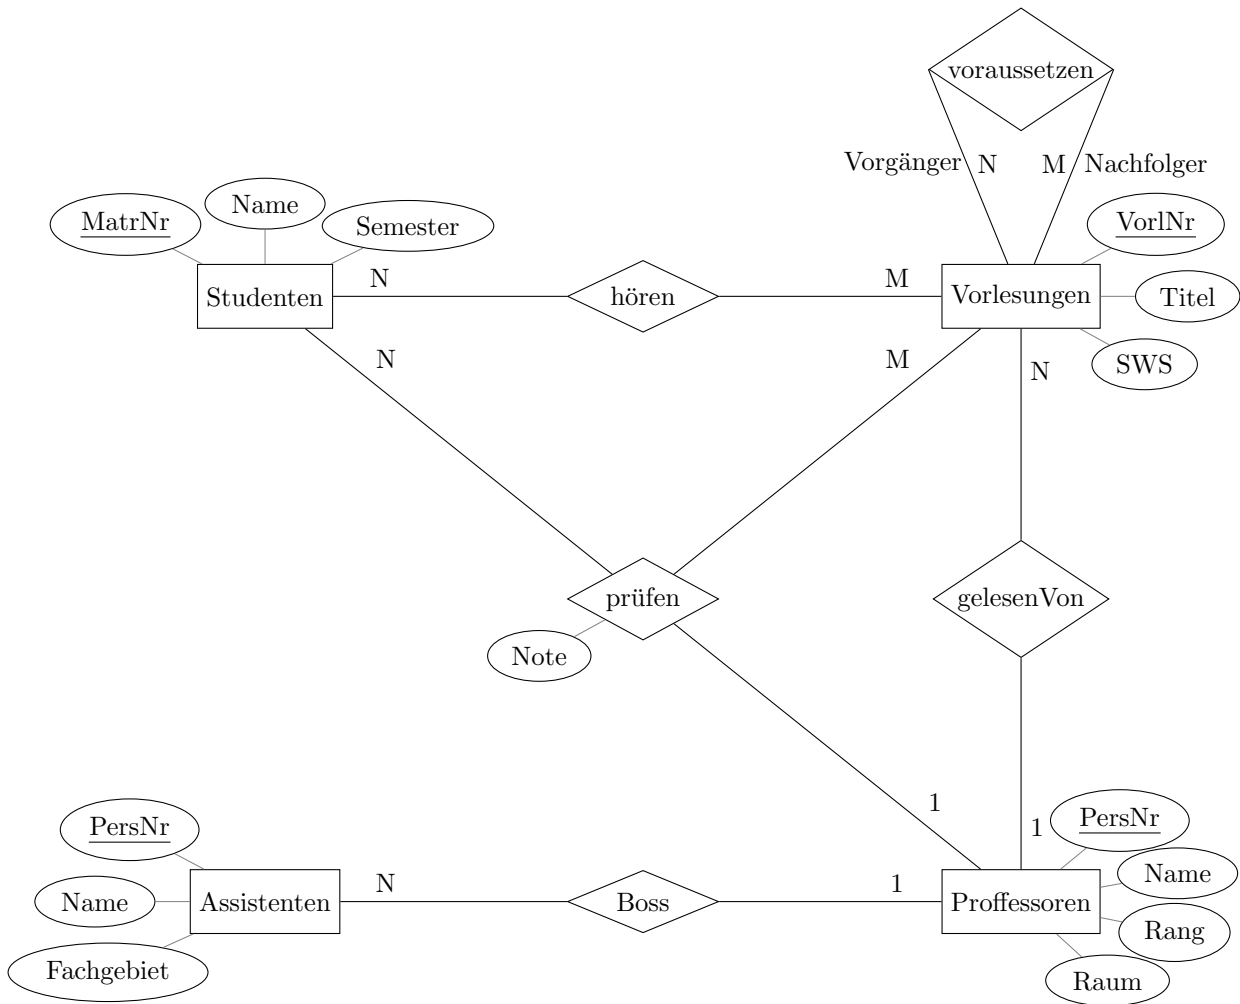 voraussetzen
Vorgänger N M Nachfolger
MatrNr Name Semester
VorlNr
Studenten N hören M Vorlesungen Titel
SWS
N M N
prüfen gelesenVon
Note
1 1
PersNr PersNr
Name Assistenten N Boss 1 Proffessoren Name
Rang
Fachgebiet Raum